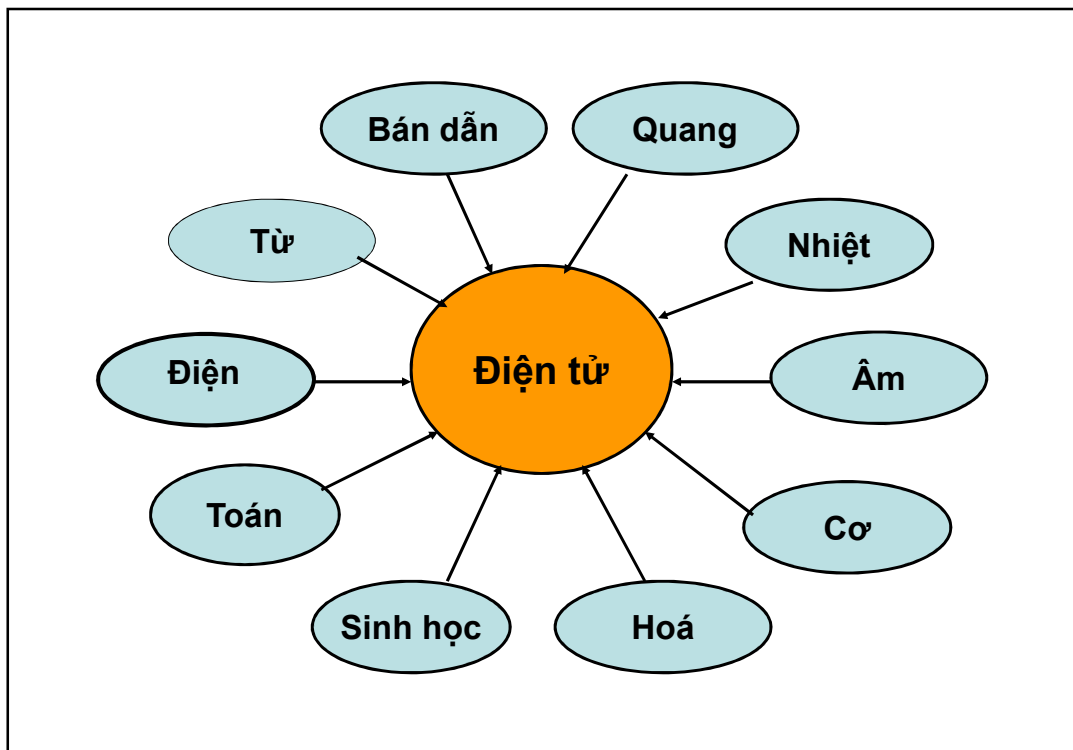 Bán dẫn
Quang
Từ
Nhiệt
Điện
Điện tử
Âm
Toán
Cơ
Sinh học
Hoá